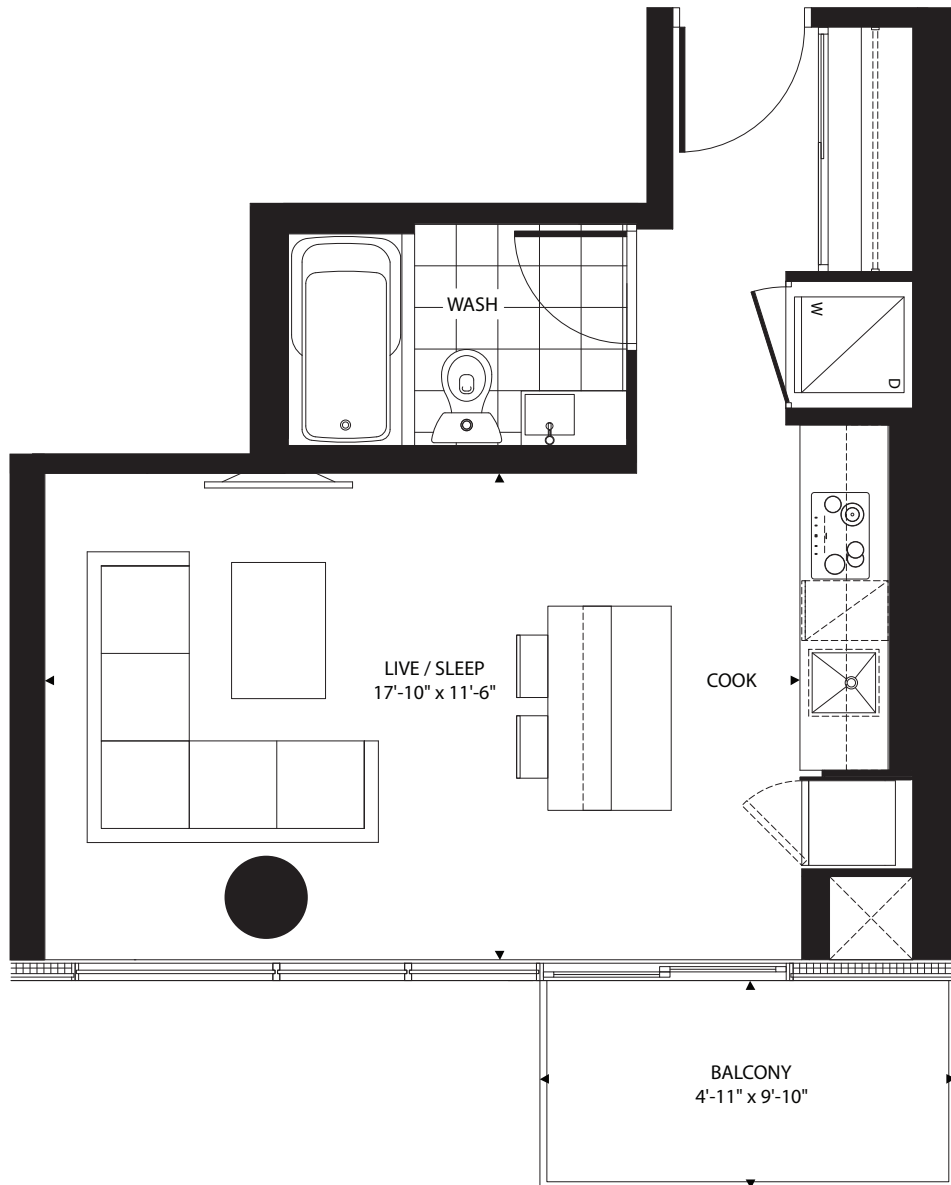 WASH
W
D
LIVE / SLEEP
17'-10" x 11'-6"
COOK
BALCONY
4'-11" x 9'-10"